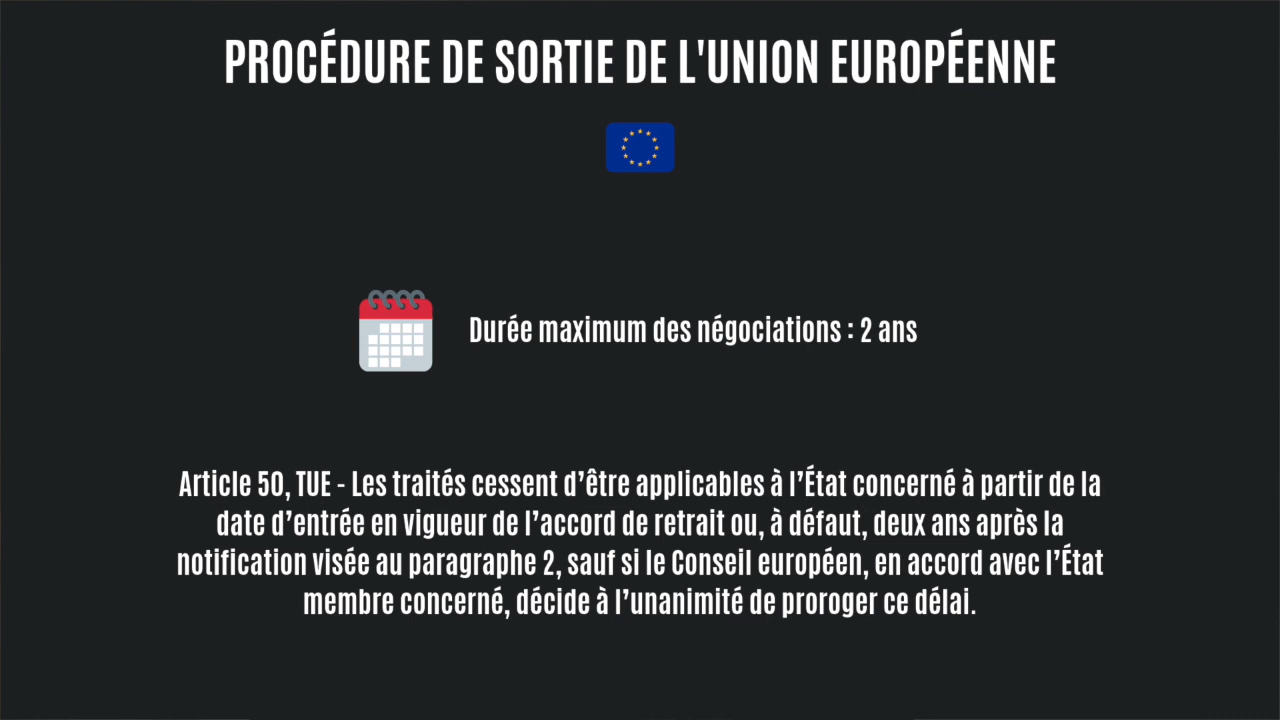 PROCÉDURE DE SORTIE DE L'UNION EUROPÉENNE
Durée maximum des négociations : 2 ans
Article 50, TUE - Les traités cessent d’être applicables à l’État concerné à partir de la
date d’entrée en vigueur de l’accord de retrait ou, à défaut, deux ans après la
notification visée au paragraphe 2, sauf si le Conseil européen, en accord avec l’État
membre concerné, décide à l’unanimité de proroger ce délai.